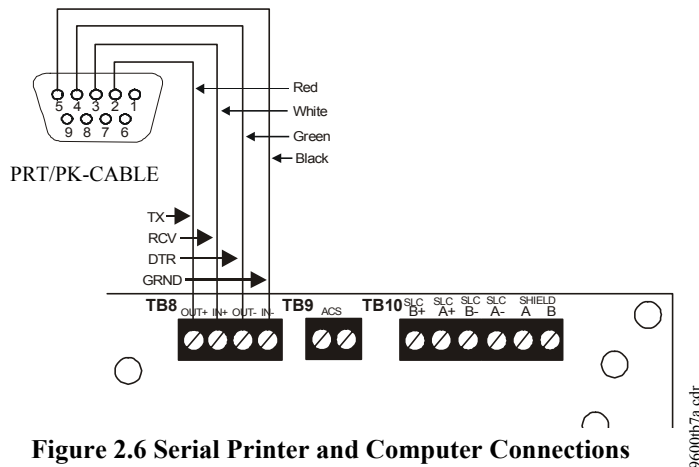 5 4 3 2 1
9 8 7 6
PRT/PK-CABLE
Red
White
Green
Black
TX
RCV
DTR
GRND
TB8 OUT+ IN+ OUT- IN- TB9 ACS TB10 SLC B+ SLC A+ SLC B- SLC A- SHIELD A B
9600tb7a.cdr
Figure 2.6 Serial Printer and Computer Connections